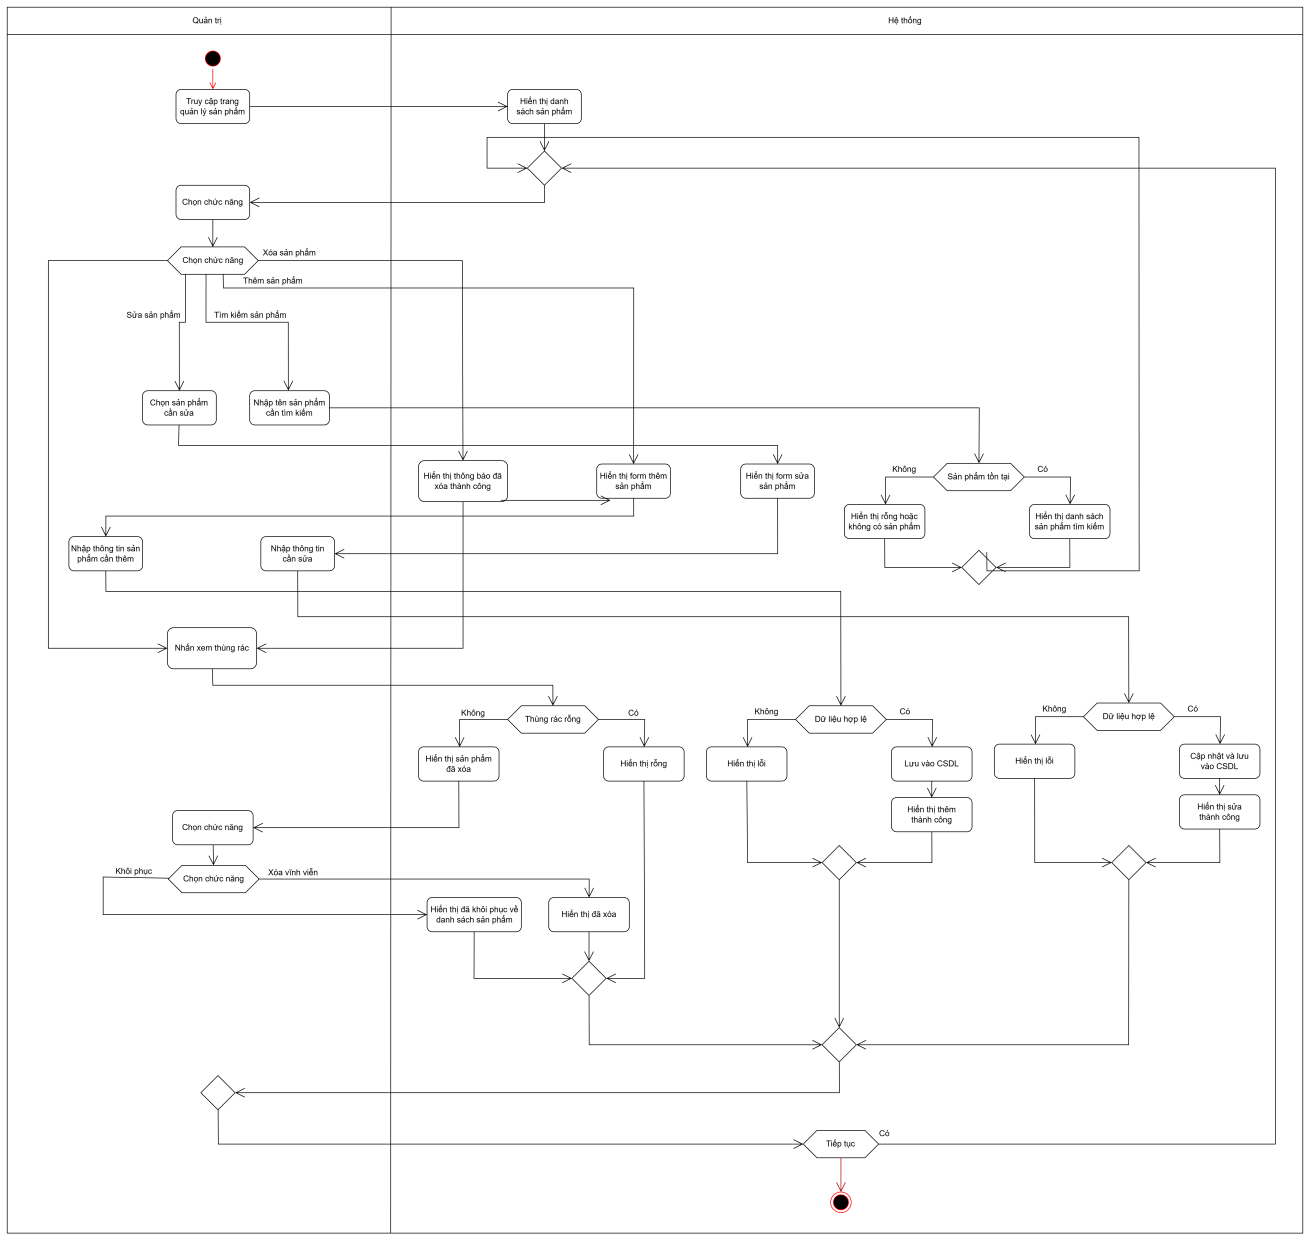 Quản trị
Hệ thống
Truy cập trang
quản lý sản phẩm
Hiển thị danh
sách sản phẩm
Chọn chức năng
Chọn chức năng
Xóa sản phẩm
Thêm sản phẩm
Sửa sản phẩm
Tìm kiếm sản phẩm
Chọn sản phẩm
cần sửa
Nhập tên sản phẩm
cần tìm kiếm
Hiển thị thông báo đã
xóa thành công
Hiển thị form thêm
sản phẩm
Hiển thị form sửa
sản phẩm
Không
Sản phẩm tồn tại
Có
Hiển thị rỗng hoặc
không có sản phẩm
Hiển thị danh sách
sản phẩm tìm kiếm
Nhập thông tin sản
phẩm cần thêm
Nhập thông tin
cần sửa
Nhấn xem thùng rác
Không
Thùng rác rỗng
Có
Không
Dữ liệu hợp lệ
Có
Không
Dữ liệu hợp lệ
Có
Hiển thị sản phẩm
đã xóa
Hiển thị rỗng
Hiển thị lỗi
Lưu vào CSDL
Hiển thị lỗi
Cập nhật và lưu
vào CSDL
Hiển thị thêm
thành công
Hiển thị sửa
thành công
Chọn chức năng
Khôi phục
Chọn chức năng
Xóa vĩnh viễn
Hiển thị đã khôi phục về
danh sách sản phẩm
Hiển thị đã xóa
Tiếp tục
Có